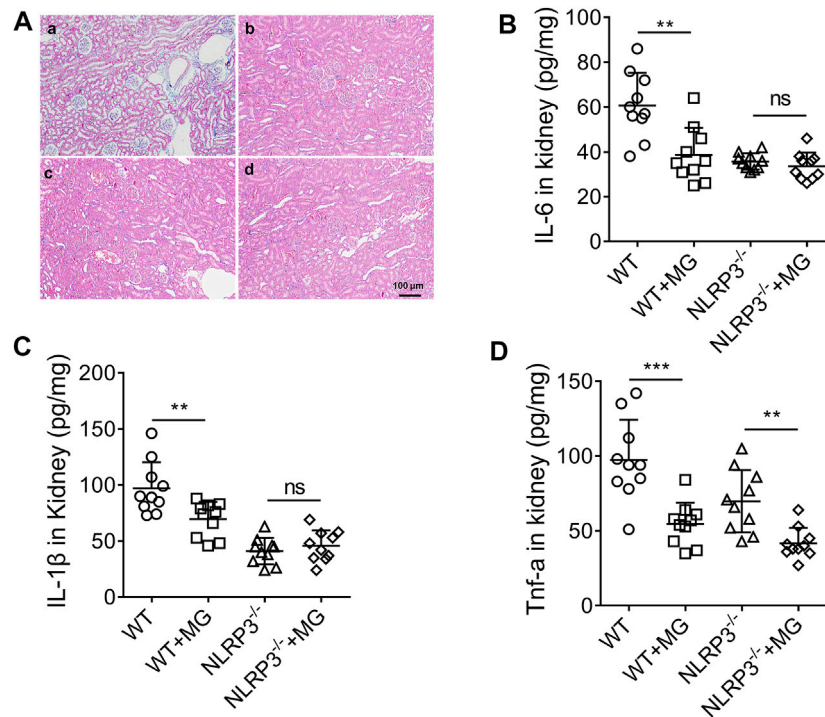 A
a
b
c
d
100 μm
B
IL-6 in kidney (pg/mg)
100
80
60
40
20
0
**
ns
WT
WT+MG
NLRP3-/-
NLRP3-/-+MG
C
IL-1β in Kidney (pg/mg)
200
150
100
50
0
**
ns
WT
WT+MG
NLRP3-/-
NLRP3-/-+MG
D
Tnf-a in kidney (pg/mg)
150
100
50
0
***
**
WT
WT+MG
NLRP3-/-
NLRP3-/-+MG